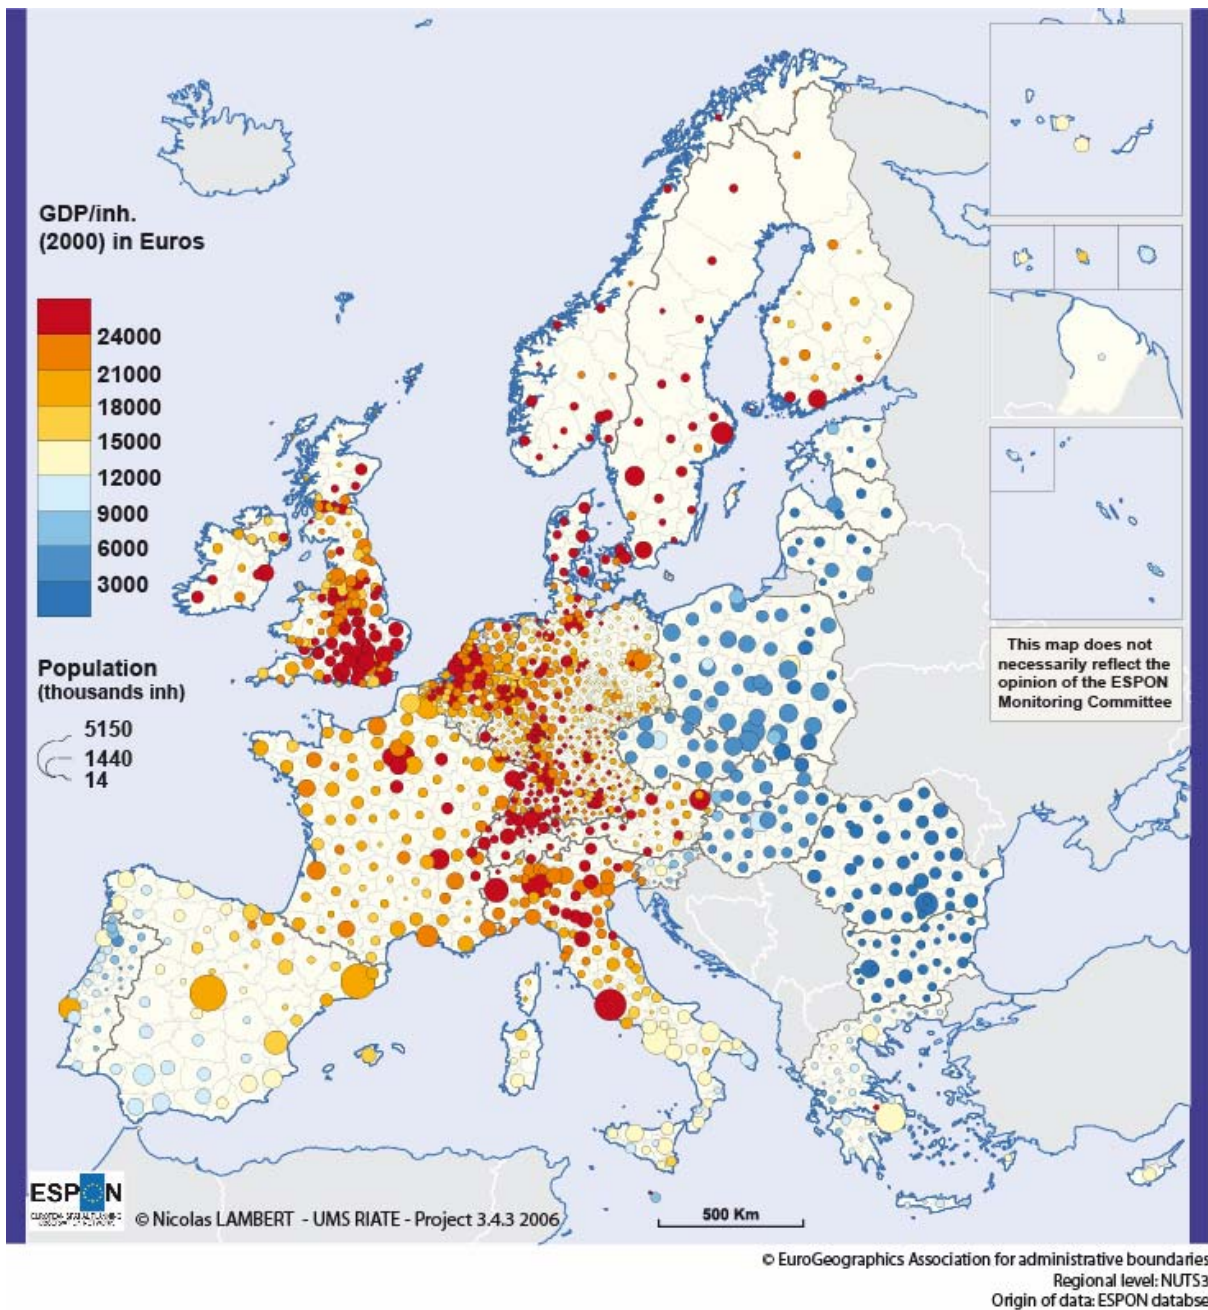 GDP/inh.
(2000) in Euros
24000
21000
18000
15000
12000
9000
6000
3000
Population
(thousands inh)
5150
1440
14
This map does not
necessarily reflect the
opinion of the ESPON
Monitoring Committee
ESPON
© Nicolas LAMBERT - UMS RIATE - Project 3.4.3 2006
500 Km
© EuroGeographics Association for administrative boundaries
Regional level: NUTS3
Origin of data: ESPON databse